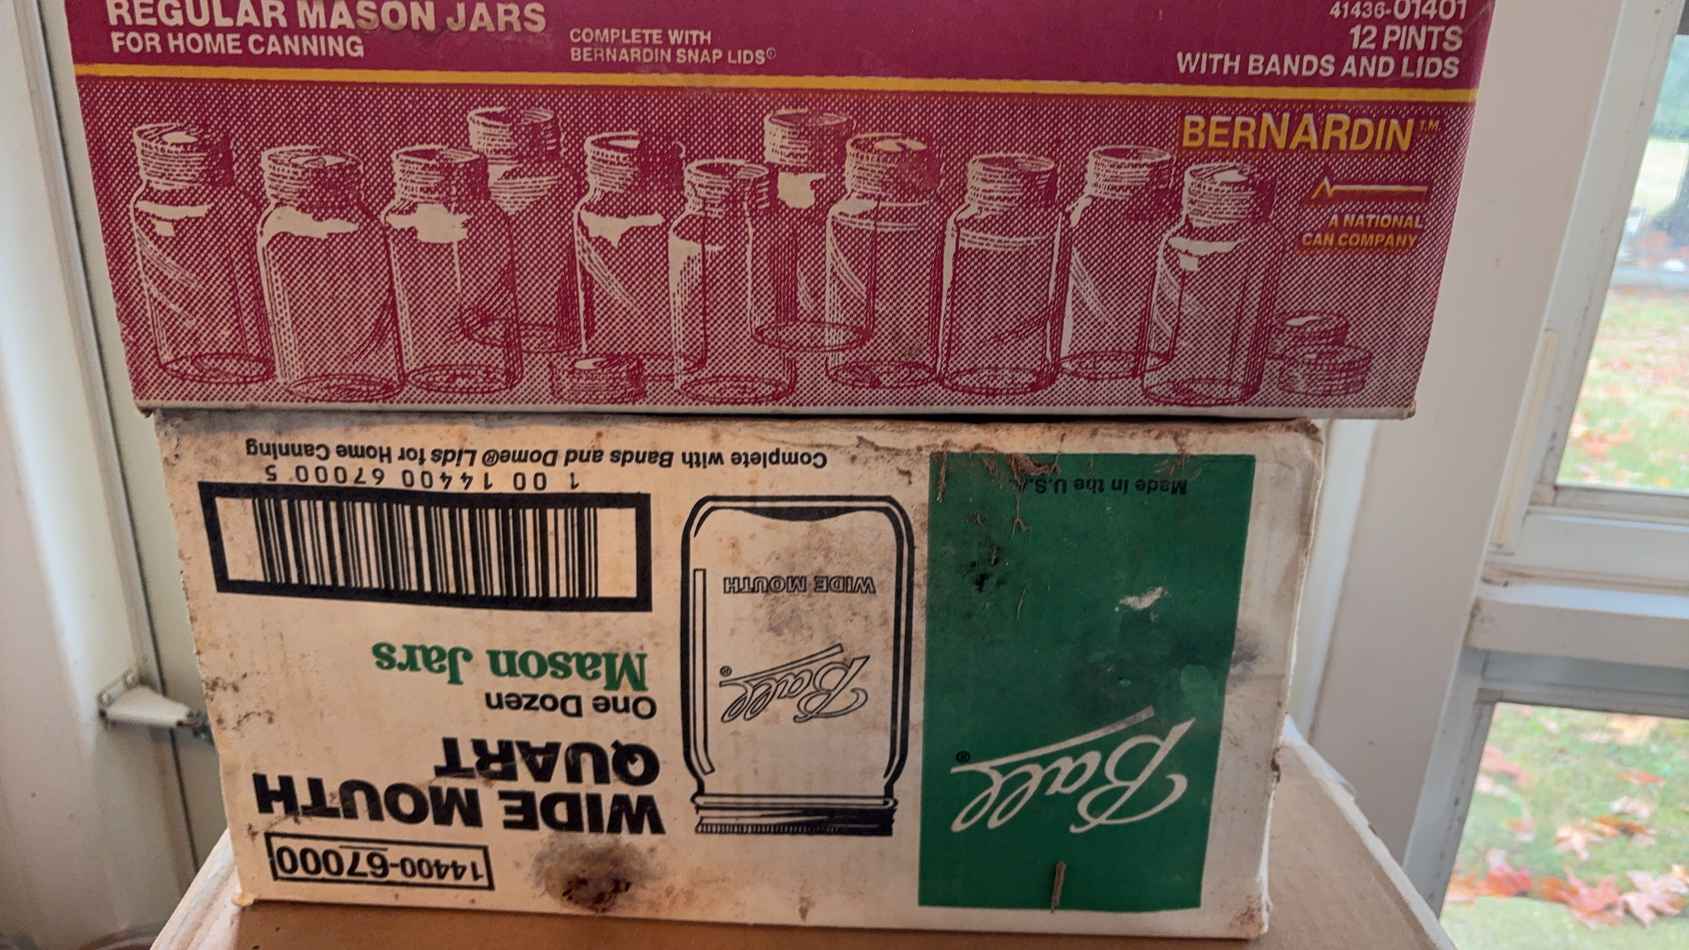 REGULAR MASON JARS
FOR HOME CANNING
COMPLETE WITH
BERNARDIN SNAP LIDS©
41436-01401
12 PINTS
WITH BANDS AND LIDS
BERNARDIN T.M.
A NATIONAL
CAN COMPANY
14400-67000
WIDE MOUTH
QUART
One Dozen
Mason Jars
1 00 14400 67000 5
Complete with Bands and Dome® Lids for Home Canning
Ball®
WIDE MOUTH
Ball®
Made in the U.S.A.